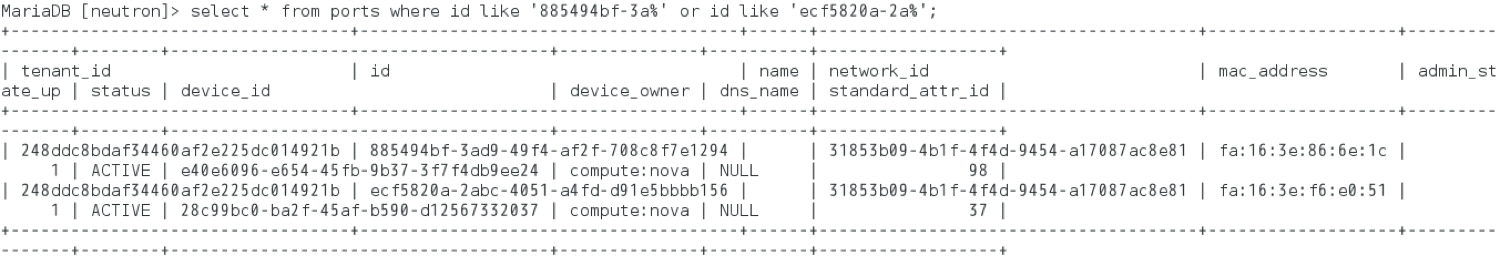 MariaDB [neutron]> select * from ports where id like '885494bf-3a%' or id like 'ecf5820a-2a%';
+----------------------------------+--------------------------------------+------+--------------------------------------+-------------------+---------
-------+--------+--------------------------------------+--------------+----------+------------------+
| tenant_id                        | id                                   | name | network_id                           | mac_address       | admin_st
ate_up | status | device_id                            | device_owner | dns_name | standard_attr_id |
+----------------------------------+--------------------------------------+------+--------------------------------------+-------------------+---------
-------+--------+--------------------------------------+--------------+----------+------------------+
| 248ddc8bdaf34460af2e225dc014921b | 885494bf-3ad9-49f4-af2f-708c8f7e1294 |      | 31853b09-4b1f-4f4d-9454-a17087ac8e81 | fa:16:3e:86:6e:1c |
     1 | ACTIVE | e40e6096-e654-45fb-9b37-3f7f4db9ee24 | compute:nova | NULL     |               98 |
| 248ddc8bdaf34460af2e225dc014921b | ecf5820a-2abc-4051-a4fd-d91e5bbbb156 |      | 31853b09-4b1f-4f4d-9454-a17087ac8e81 | fa:16:3e:f6:e0:51 |
     1 | ACTIVE | 28c99bc0-ba2f-45af-b590-d12567332037 | compute:nova | NULL     |               37 |
+----------------------------------+--------------------------------------+------+--------------------------------------+-------------------+---------
-------+--------+--------------------------------------+--------------+----------+------------------+